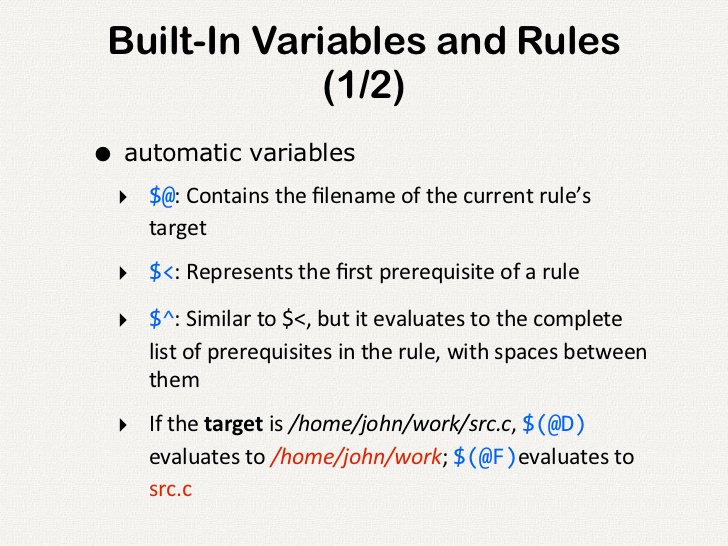 Built-In Variables and Rules
(1/2)
● automatic variables
‣ $@: Contains the filename of the current rule’s
target
‣ $<: Represents the first prerequisite of a rule
‣ $^: Similar to $<, but it evaluates to the complete
list of prerequisites in the rule, with spaces between
them
‣ If the target is /home/john/work/src.c, $(@D)
evaluates to /home/john/work; $(@F)evaluates to
src.c